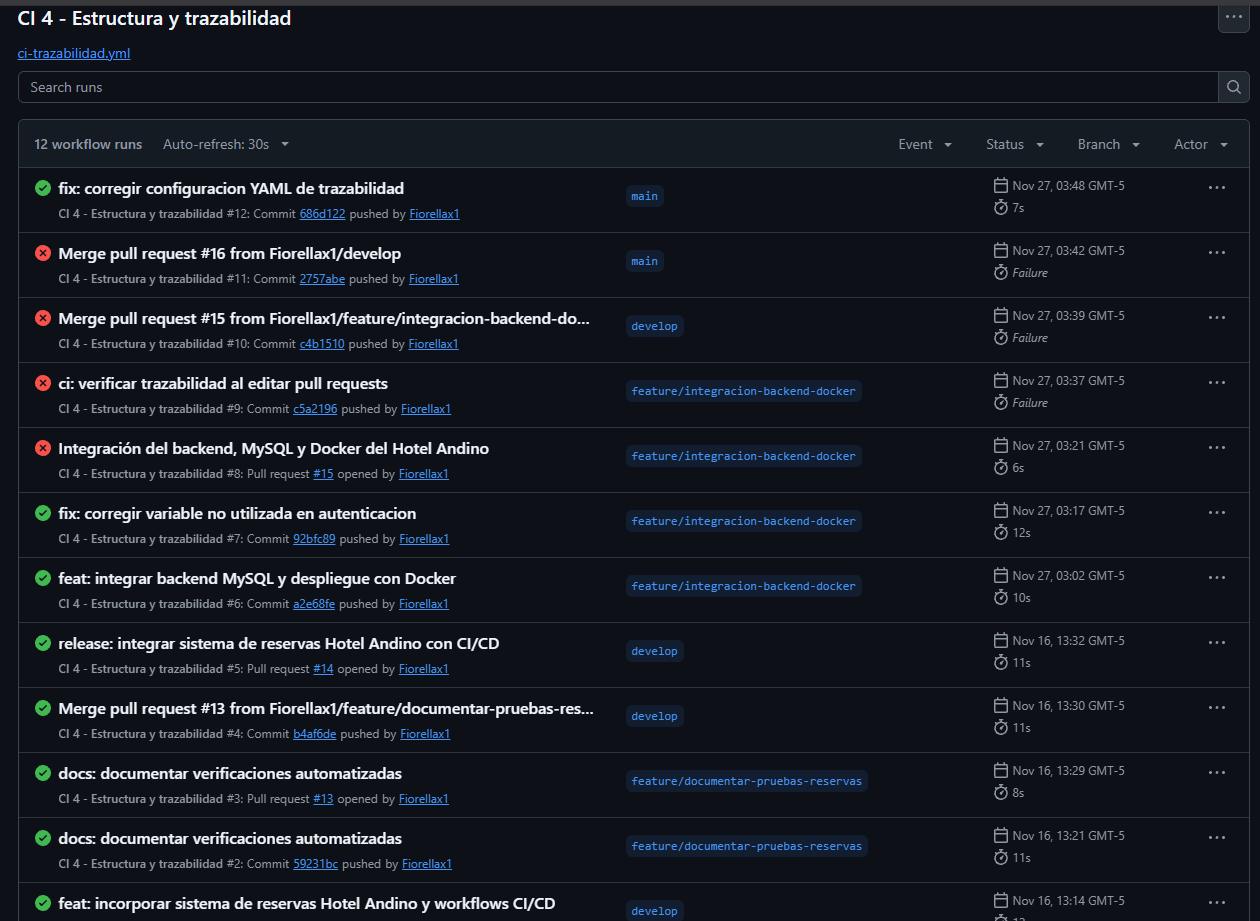 CI 4 - Estructura y trazabilidad
ci-trazabilidad.yml
Search runs
12 workflow runs Auto-refresh: 30s Event Status Branch Actor
fix: corregir configuracion YAML de trazabilidad
main
Nov 27, 03:48 GMT-5
CI 4 - Estructura y trazabilidad #12: Commit 686d122 pushed by Fiorellax1
7s
Merge pull request #16 from Fiorellax1/develop
main
Nov 27, 03:42 GMT-5
CI 4 - Estructura y trazabilidad #11: Commit 2757abe pushed by Fiorellax1
Failure
Merge pull request #15 from Fiorellax1/feature/integracion-backend-do...
develop
Nov 27, 03:39 GMT-5
CI 4 - Estructura y trazabilidad #10: Commit c4b1510 pushed by Fiorellax1
Failure
ci: verificar trazabilidad al editar pull requests
feature/integracion-backend-docker
Nov 27, 03:37 GMT-5
CI 4 - Estructura y trazabilidad #9: Commit c5a2196 pushed by Fiorellax1
Failure
Integración del backend, MySQL y Docker del Hotel Andino
feature/integracion-backend-docker
Nov 27, 03:21 GMT-5
CI 4 - Estructura y trazabilidad #8: Pull request #15 opened by Fiorellax1
6s
fix: corregir variable no utilizada en autenticacion
feature/integracion-backend-docker
Nov 27, 03:17 GMT-5
CI 4 - Estructura y trazabilidad #7: Commit 92bfc89 pushed by Fiorellax1
12s
feat: integrar backend MySQL y despliegue con Docker
feature/integracion-backend-docker
Nov 27, 03:02 GMT-5
CI 4 - Estructura y trazabilidad #6: Commit a2e68fe pushed by Fiorellax1
10s
release: integrar sistema de reservas Hotel Andino con CI/CD
develop
Nov 16, 13:32 GMT-5
CI 4 - Estructura y trazabilidad #5: Pull request #14 opened by Fiorellax1
11s
Merge pull request #13 from Fiorellax1/feature/documentar-pruebas-res...
develop
Nov 16, 13:30 GMT-5
CI 4 - Estructura y trazabilidad #4: Commit b4af6de pushed by Fiorellax1
11s
docs: documentar verificaciones automatizadas
feature/documentar-pruebas-reservas
Nov 16, 13:29 GMT-5
CI 4 - Estructura y trazabilidad #3: Pull request #13 opened by Fiorellax1
8s
docs: documentar verificaciones automatizadas
feature/documentar-pruebas-reservas
Nov 16, 13:21 GMT-5
CI 4 - Estructura y trazabilidad #2: Commit 59231bc pushed by Fiorellax1
11s
feat: incorporar sistema de reservas Hotel Andino y workflows CI/CD
develop
Nov 16, 13:14 GMT-5